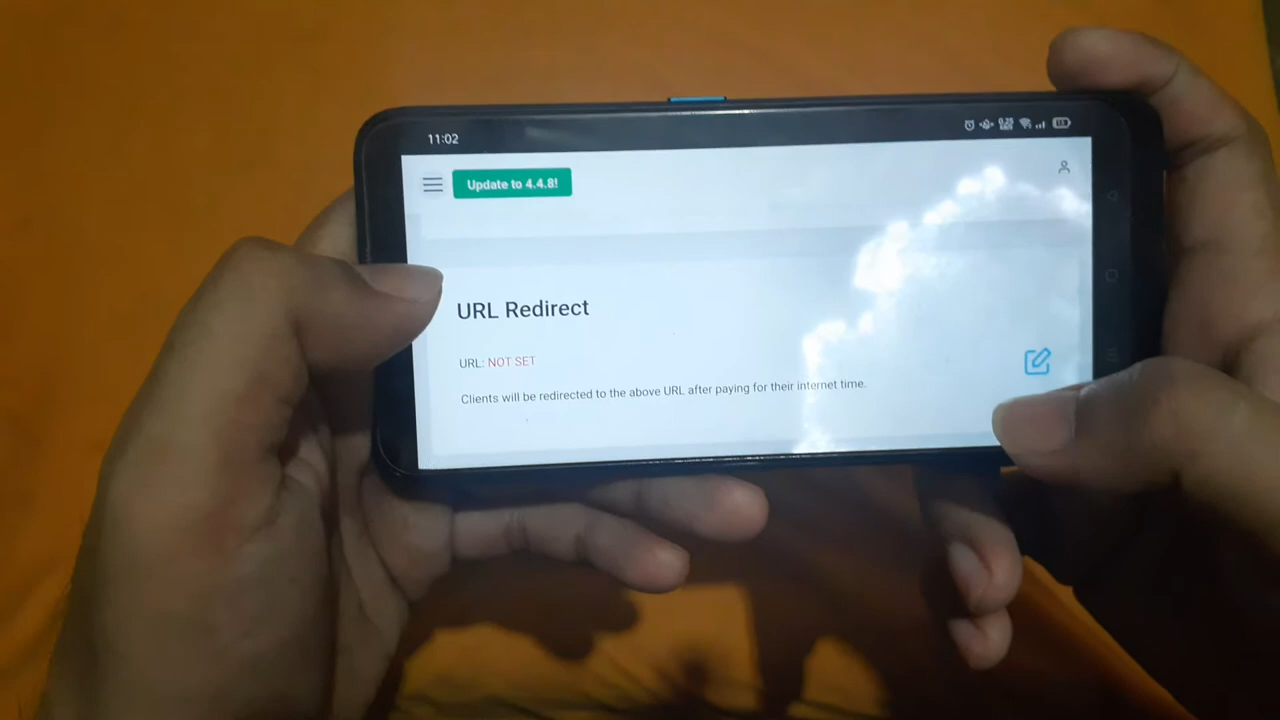 11:02
Update to 4.4.8!
URL Redirect
URL: NOT SET
Clients will be redirected to the above URL after paying for their internet time.